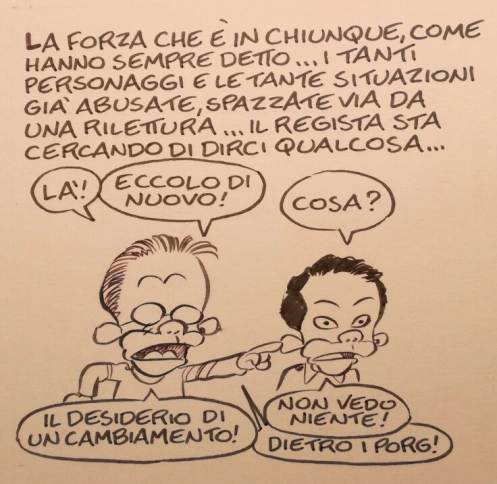 LA FORZA CHE È IN CHIUNQUE, COME
HANNO SEMPRE DETTO... I TANTI
PERSONAGGI E LE TANTE SITUAZIONI
GIÀ ABUSATE, SPAZZATE VIA DA
UNA RILETTURA... IL REGISTA STA
CERCANDO DI DIRCI QUALCOSA...
LÀ!
ECCOLO DI
NUOVO!
COSA?
IL DESIDERIO DI
UN CAMBIAMENTO!
NON VEDO
NIENTE!
DIETRO I PORG!